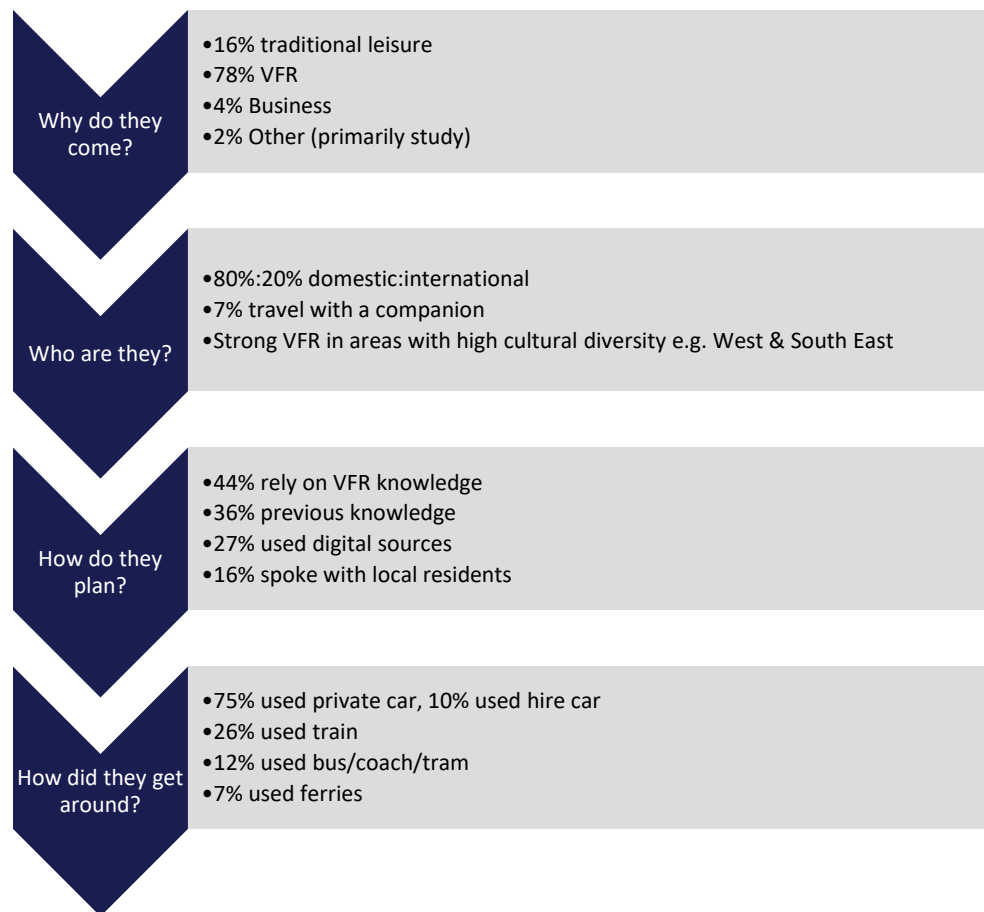 Why do they
come?
•16% traditional leisure
•78% VFR
•4% Business
•2% Other (primarily study)
Who are they?
•80%:20% domestic:international
•7% travel with a companion
•Strong VFR in areas with high cultural diversity e.g. West & South East
How do they
plan?
•44% rely on VFR knowledge
•36% previous knowledge
•27% used digital sources
•16% spoke with local residents
How did they get
around?
•75% used private car, 10% used hire car
•26% used train
•12% used bus/coach/tram
•7% used ferries